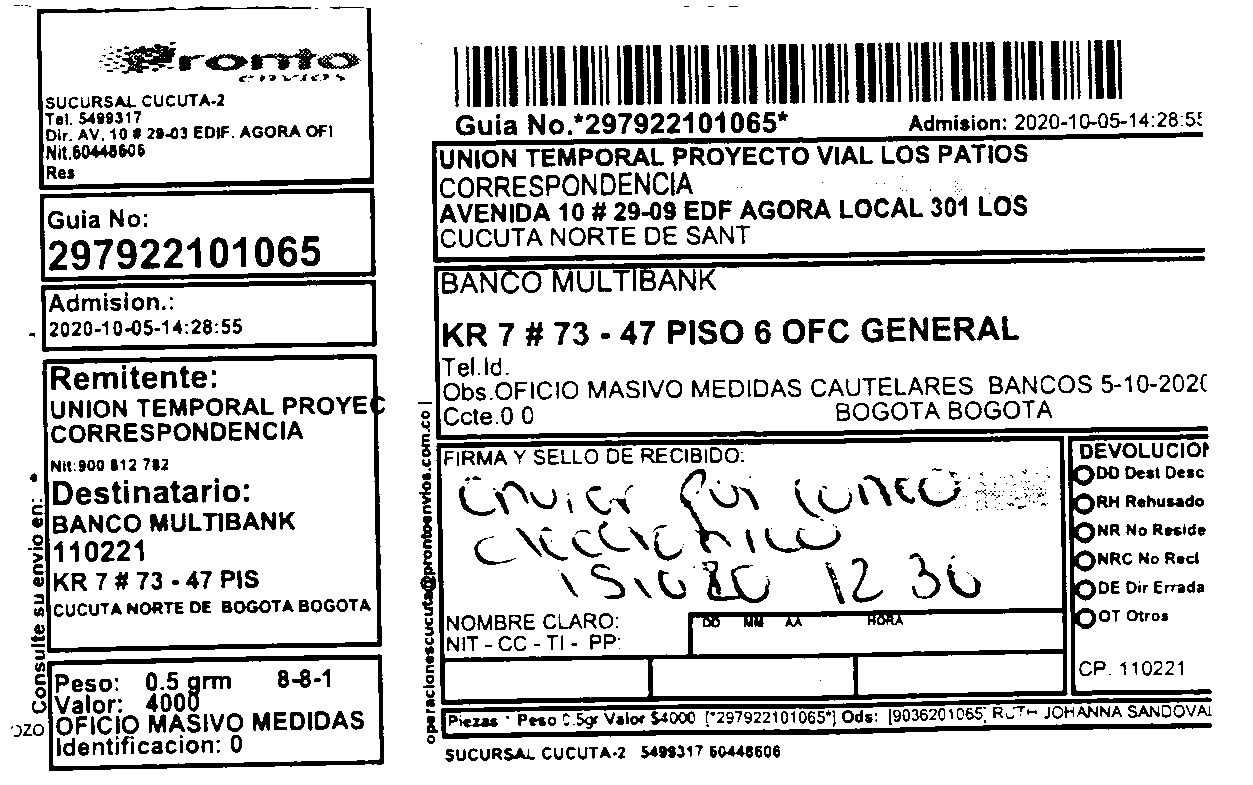 Pronto
envios
SUCURSAL CUCUTA-2
Tel. 5499317
Dir. AV. 10 # 29-03 EDIF. AGORA OFI
Nit.60448606
Res
Guia No:
297922101065
Admision.:
2020-10-05-14:28:55
Remitente:
UNION TEMPORAL PROYEC
CORRESPONDENCIA
Nit:900 812 782
Destinatario:
BANCO MULTIBANK
110221
KR 7 # 73 - 47 PIS
CUCUTA NORTE DE BOGOTA BOGOTA
Consulte su envio en:
Peso: 0.5 grm 8-8-1
Valor: 4000
OFICIO MASIVO MEDIDAS
Identificacion: 0
Guia No.*297922101065* Admision: 2020-10-05-14:28:55
UNION TEMPORAL PROYECTO VIAL LOS PATIOS
CORRESPONDENCIA
AVENIDA 10 # 29-09 EDF AGORA LOCAL 301 LOS
CUCUTA NORTE DE SANT
BANCO MULTIBANK
KR 7 # 73 - 47 PISO 6 OFC GENERAL
Tel.Id.
Obs.OFICIO MASIVO MEDIDAS CAUTELARES BANCOS 5-10-2020
Ccte.0 0 BOGOTA BOGOTA
operacionescucuta@prontoenvios.com.co
FIRMA Y SELLO DE RECIBIDO:
enviar por correo
electronico
151020 12 30
NOMBRE CLARO:
NIT - CC - TI - PP:
DD MM AA HORA
DEVOLUCION
DD Dest Desc
RH Rehusado
NR No Reside
NRC No Recl
DE Dir Errada
OT Otros
CP. 110221
Piezas Peso 0.5gr Valor $4000 [*297922101065*] Ods: [9036201065] RUTH JOHANNA SANDOVAL
SUCURSAL CUCUTA-2 5499317 60448606